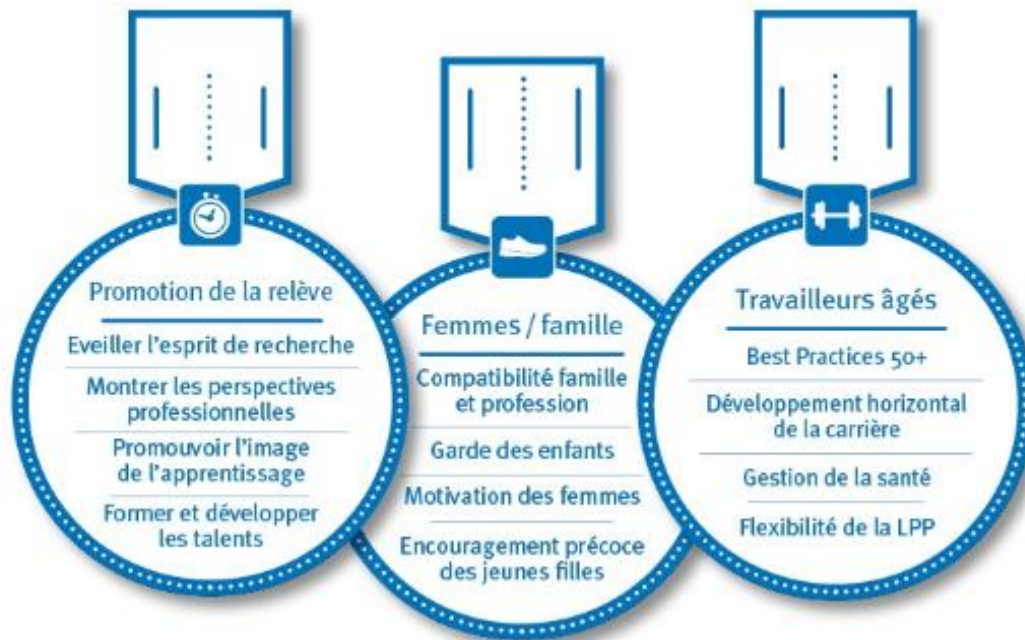 Promotion de la relève
Eveiller l'esprit de recherche
Montrer les perspectives
professionnelles
Promouvoir l'image
de l'apprentissage
Former et développer
les talents
Femmes / famille
Compatibilité famille
et profession
Garde des enfants
Motivation des femmes
Encouragement précoce
des jeunes filles
Travailleurs âgés
Best Practices 50+
Développement horizontal
de la carrière
Gestion de la santé
Flexibilité de la LPP